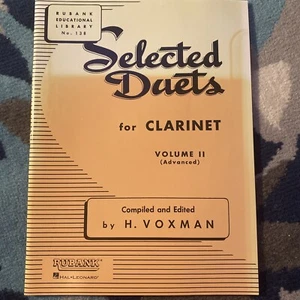 RUBANK
EDUCATIONAL
LIBRARY
No. 138
Selected
Duets
for CLARINET
VOLUME II
(Advanced)
Compiled and Edited
by H. VOXMAN
RUBANK
HAL•LEONARD